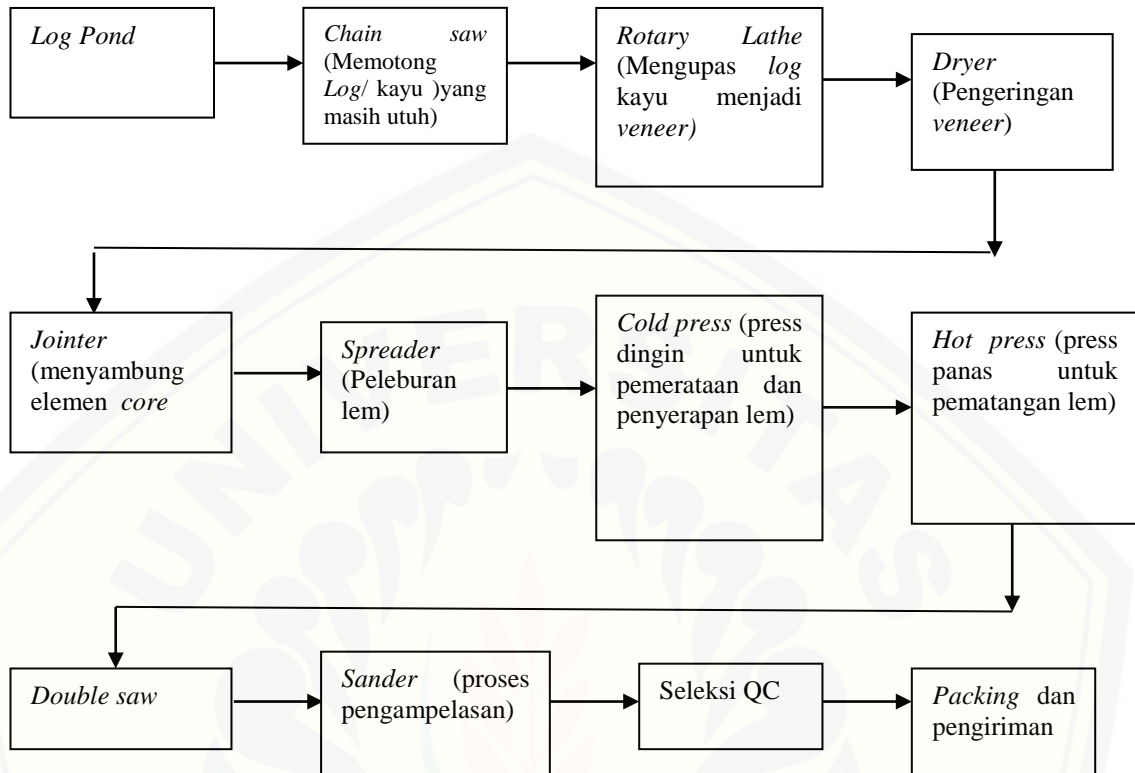 Log Pond
Chain saw
(Memotong
Log/ kayu )yang
masih utuh)
Rotary Lathe
(Mengupas log
kayu menjadi
veneer)
Dryer
(Pengeringan
veneer)
Jointer
(menyambung
elemen core
Spreader
(Peleburan
lem)
Cold press (press
dingin untuk
pemerataan dan
penyerapan lem)
Hot press (press
panas untuk
pematangan lem)
Double saw
Sander (proses
pengampelasan)
Seleksi QC
Packing dan
pengiriman
UNIVERSITAS